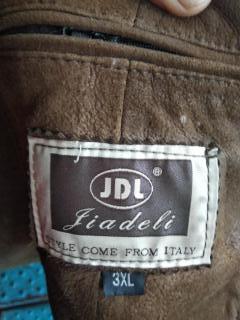 JDL®
Jiadeli
STYLE COME FROM ITALY
3XL